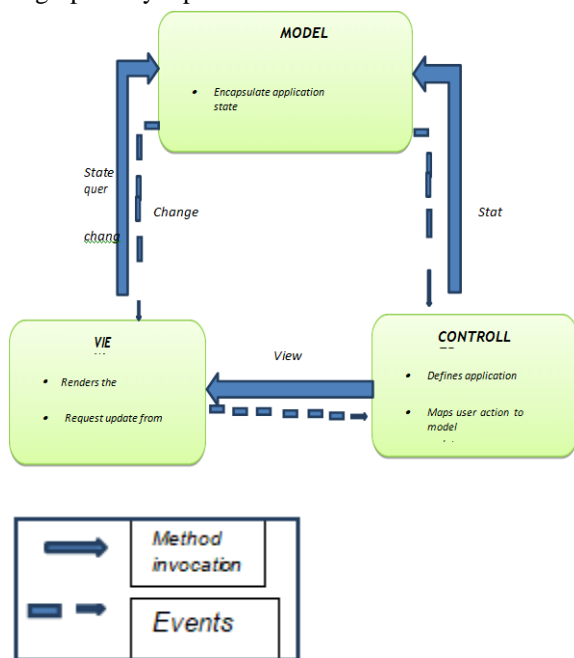 MODEL
• Encapsulate application
state
State
quer
chang
Change
Stat
VIE
• Renders the
• Request update from
View
CONTROLL
• Defines application
• Maps user action to
model
Method
invocation
Events